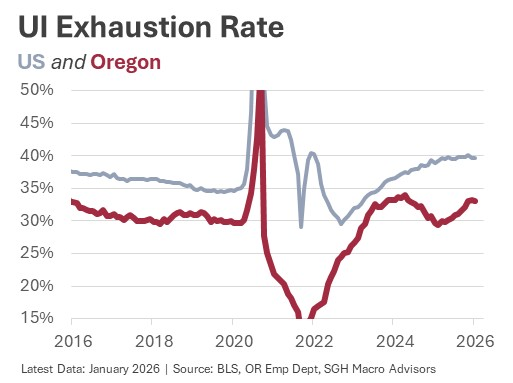 UI Exhaustion Rate
US and Oregon
50%
45%
40%
35%
30%
25%
20%
15%
2016 2018 2020 2022 2024 2026
Latest Data: January 2026 | Source: BLS, OR Emp Dept, SGH Macro Advisors